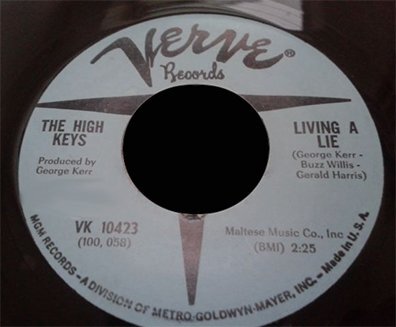 Verve®
Records
THE HIGH
KEYS
Produced by
George Kerr
LIVING A
LIE
(George Kerr -
Buzz Willis -
Gerald Harris)
VK 10423
(100, 058)
Maltese Music Co., Inc
(BMI) 2:25
MGM RECORDS - A DIVISION OF METRO-GOLDWYN-MAYER, INC. - Made in U.S.A.